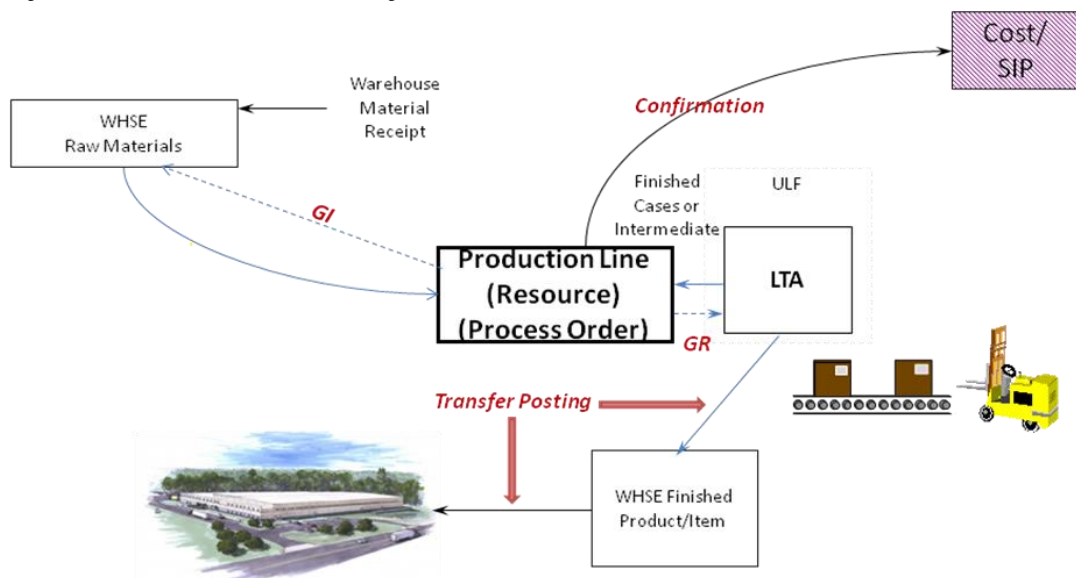 Cost/
SIP
Confirmation
Warehouse
Material
Receipt
WHSE
Raw Materials
GI
Finished
Cases or
Intermediate
ULF
LTA
Production Line
(Resource)
(Process Order)
GR
Transfer Posting
WHSE Finished
Product/Item